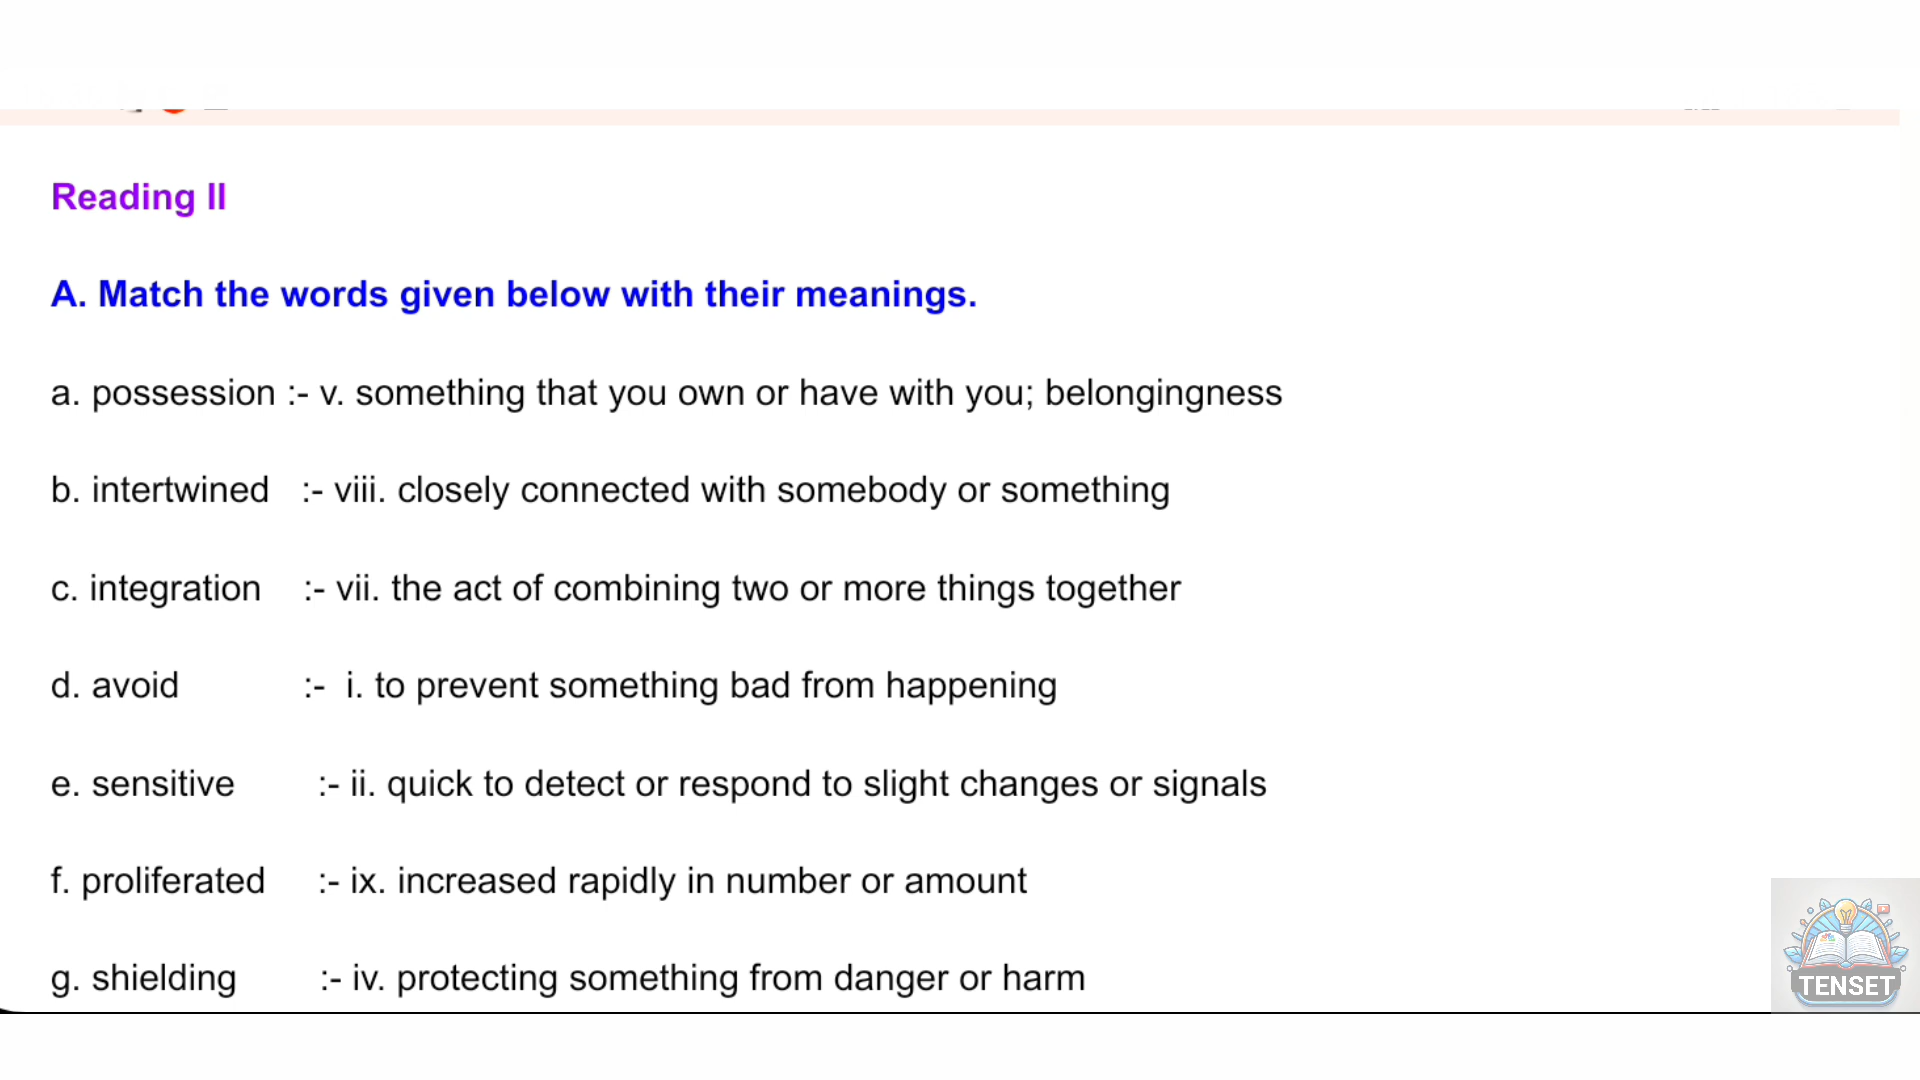 Reading II
A. Match the words given below with their meanings.
a. possession :- v. something that you own or have with you; belongingness
b. intertwined :- viii. closely connected with somebody or something
c. integration :- vii. the act of combining two or more things together
d. avoid :- i. to prevent something bad from happening
e. sensitive :- ii. quick to detect or respond to slight changes or signals
f. proliferated :- ix. increased rapidly in number or amount
g. shielding :- iv. protecting something from danger or harm
TENSET